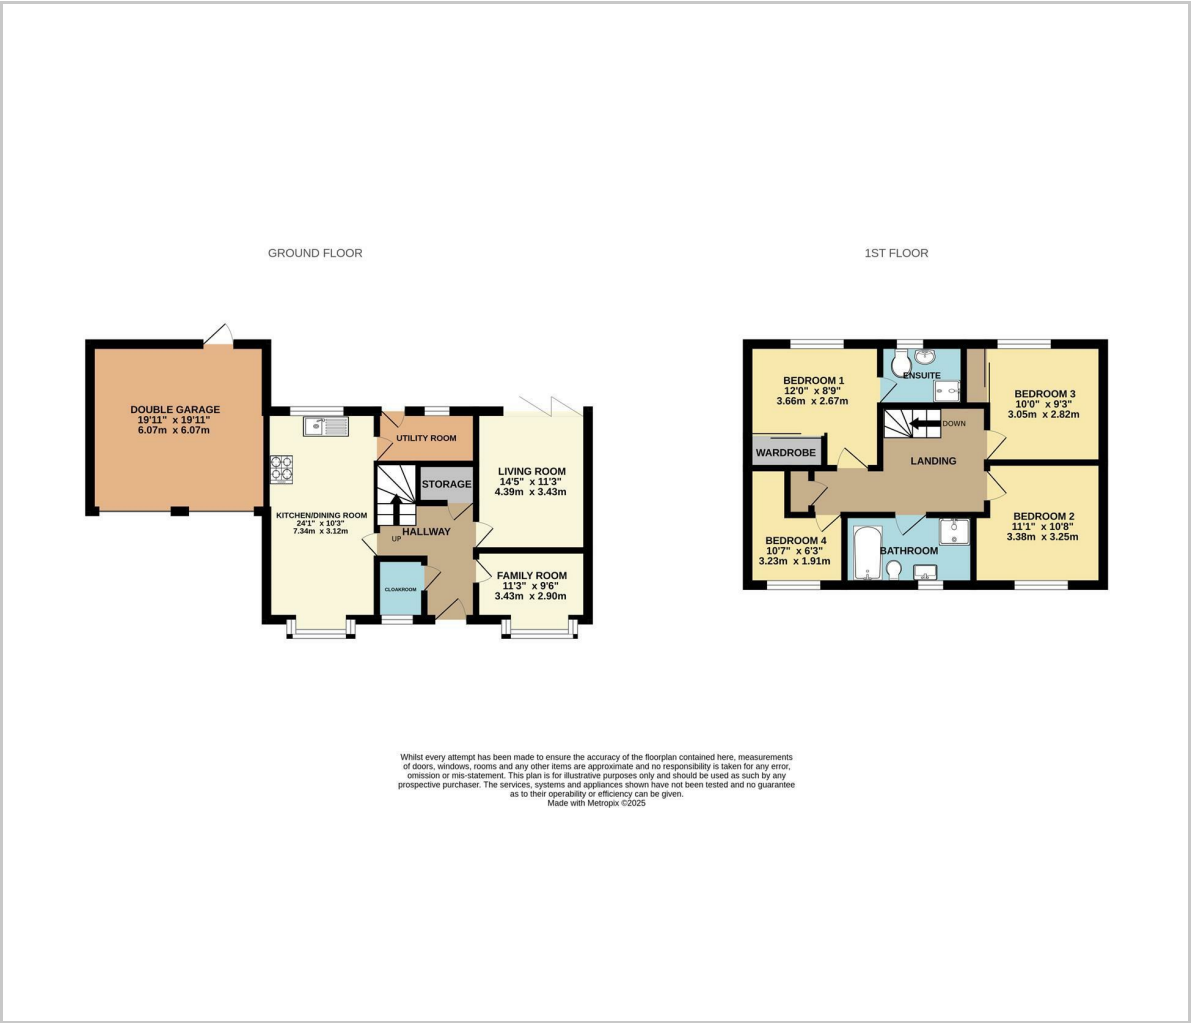 GROUND FLOOR
1ST FLOOR
DOUBLE GARAGE
19'11" x 19'11"
6.07m x 6.07m
UTILITY ROOM
LIVING ROOM
14'5" x 11'3"
4.39m x 3.43m
STORAGE
KITCHEN/DINING ROOM
24'1" x 10'3"
7.34m x 3.12m
UP
HALLWAY
CLOAKROOM
FAMILY ROOM
11'3" x 9'6"
3.43m x 2.90m
BEDROOM 1
12'0" x 8'9"
3.66m x 2.67m
ENSUITE
BEDROOM 3
10'0" x 9'3"
3.05m x 2.82m
DOWN
WARDROBE
LANDING
BEDROOM 2
11'1" x 10'8"
3.38m x 3.25m
BEDROOM 4
10'7" x 6'3"
3.23m x 1.91m
BATHROOM
Whilst every attempt has been made to ensure the accuracy of the floorplan contained here, measurements
of doors, windows, rooms and any other items are approximate and no responsibility is taken for any error,
omission or mis-statement. This plan is for illustrative purposes only and should be used as such by any
prospective purchaser. The services, systems and appliances shown have not been tested and no guarantee
as to their operability or efficiency can be given.
Made with Metropix ©2025